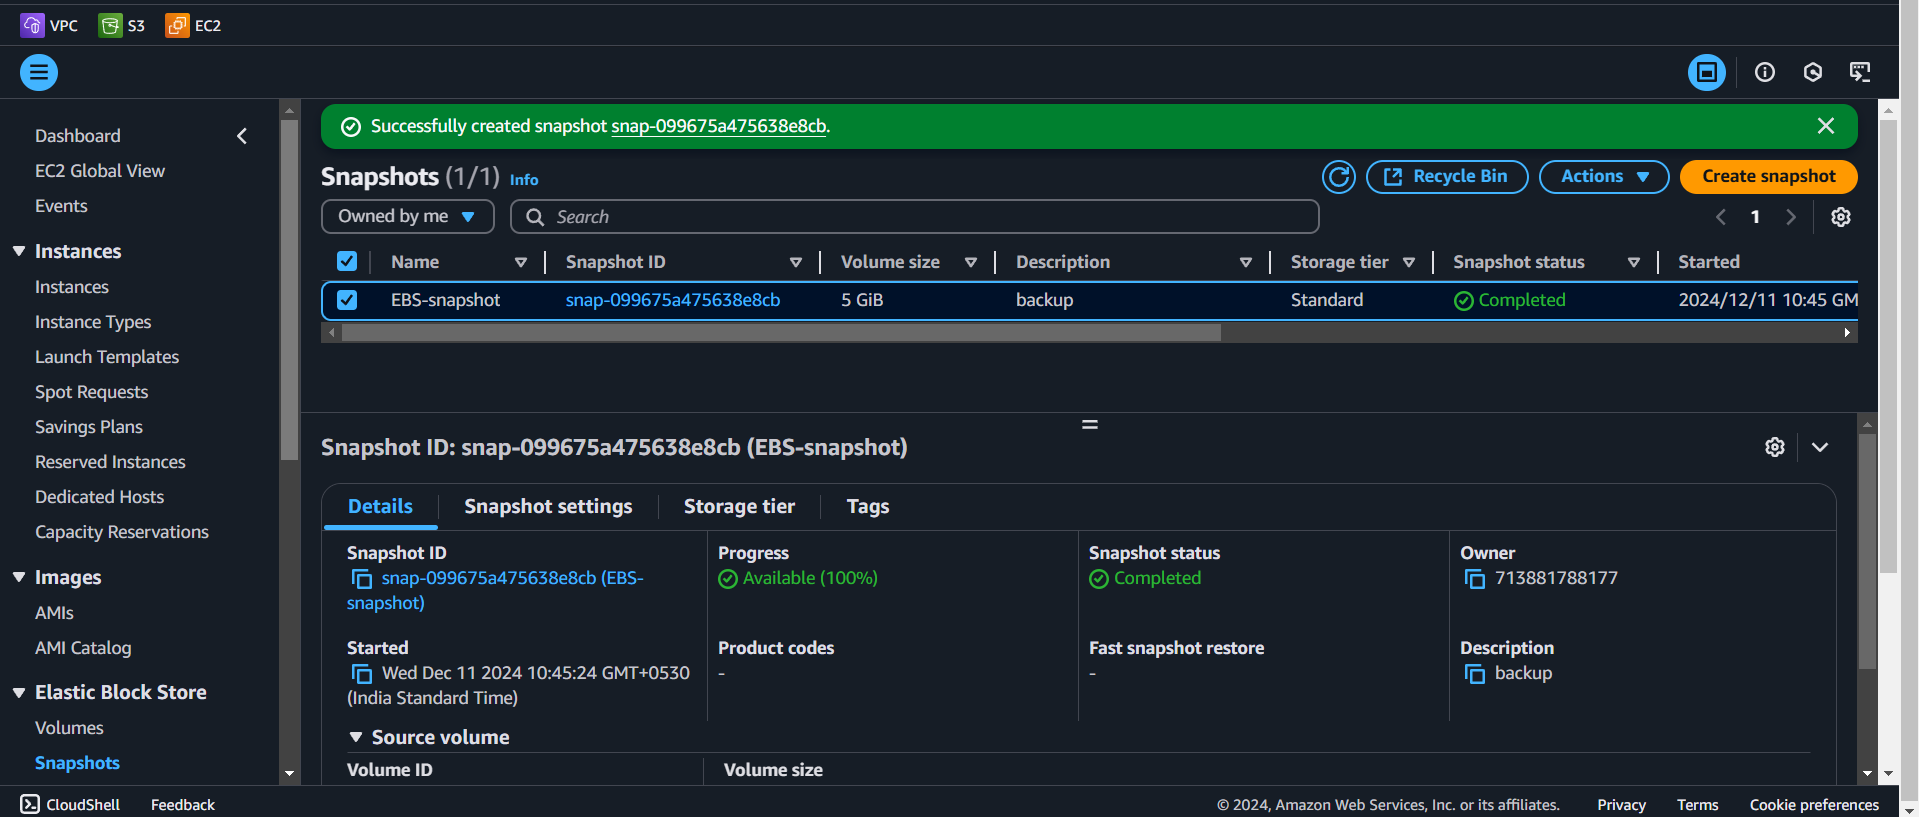 VPC S3 EC2
Successfully created snapshot snap-099675a475638e8cb.
Dashboard
EC2 Global View
Events
Instances
Instances
Instance Types
Launch Templates
Spot Requests
Savings Plans
Reserved Instances
Dedicated Hosts
Capacity Reservations
Images
AMIs
AMI Catalog
Elastic Block Store
Volumes
Snapshots
Snapshots (1/1) Info
Recycle Bin Actions Create snapshot
Owned by me Search 1
Name Snapshot ID Volume size Description Storage tier Snapshot status Started
EBS-snapshot snap-099675a475638e8cb 5 GiB backup Standard Completed 2024/12/11 10:45 GM
Snapshot ID: snap-099675a475638e8cb (EBS-snapshot)
Details Snapshot settings Storage tier Tags
Snapshot ID Progress Snapshot status Owner
snap-099675a475638e8cb (EBS- Available (100%) Completed 713881788177
snapshot)
Started Product codes Fast snapshot restore Description
Wed Dec 11 2024 10:45:24 GMT+0530 - - backup
(India Standard Time)
Source volume
Volume ID Volume size
CloudShell Feedback © 2024, Amazon Web Services, Inc. or its affiliates. Privacy Terms Cookie preferences